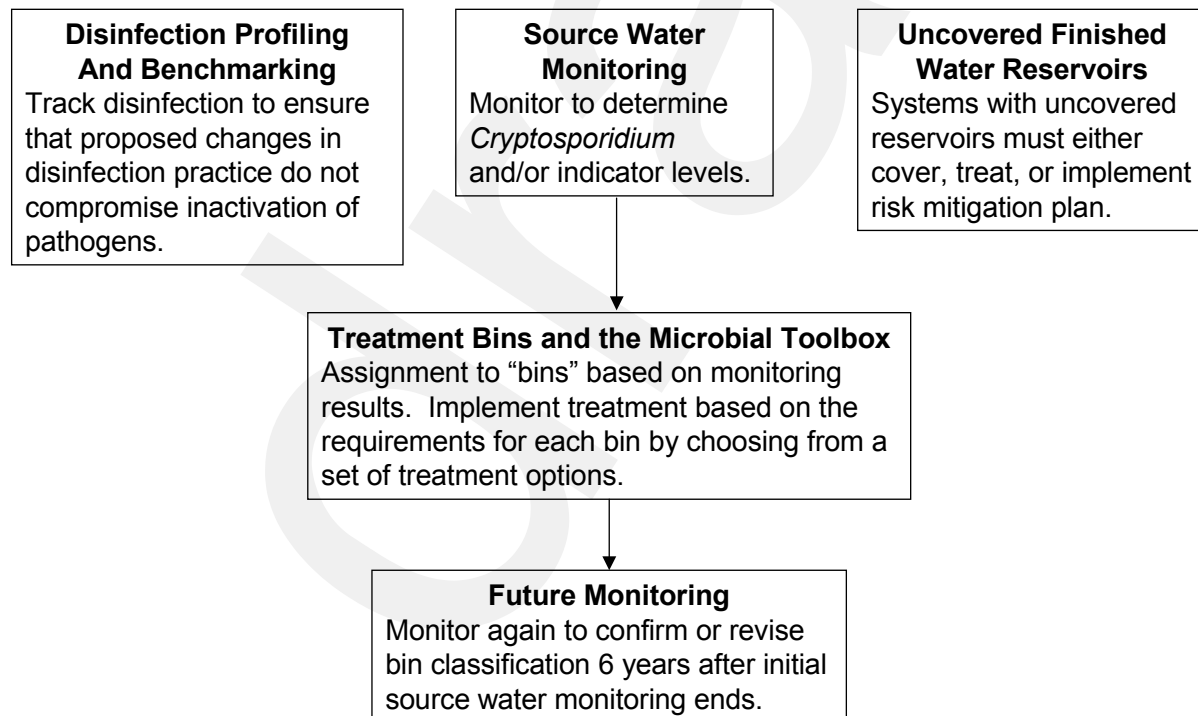 Disinfection Profiling
And Benchmarking
Track disinfection to ensure
that proposed changes in
disinfection practice do not
compromise inactivation of
pathogens.
Source Water
Monitoring
Monitor to determine
Cryptosporidium
and/or indicator levels.
Uncovered Finished
Water Reservoirs
Systems with uncovered
reservoirs must either
cover, treat, or implement
risk mitigation plan.
Treatment Bins and the Microbial Toolbox
Assignment to “bins” based on monitoring
results.  Implement treatment based on the
requirements for each bin by choosing from a
set of treatment options.
Future Monitoring
Monitor again to confirm or revise
bin classification 6 years after initial
source water monitoring ends.